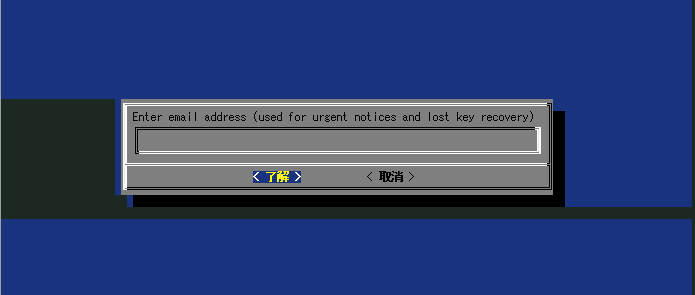 Enter email address (used for urgent notices and lost key recovery)
< 了解 > < 取消 >